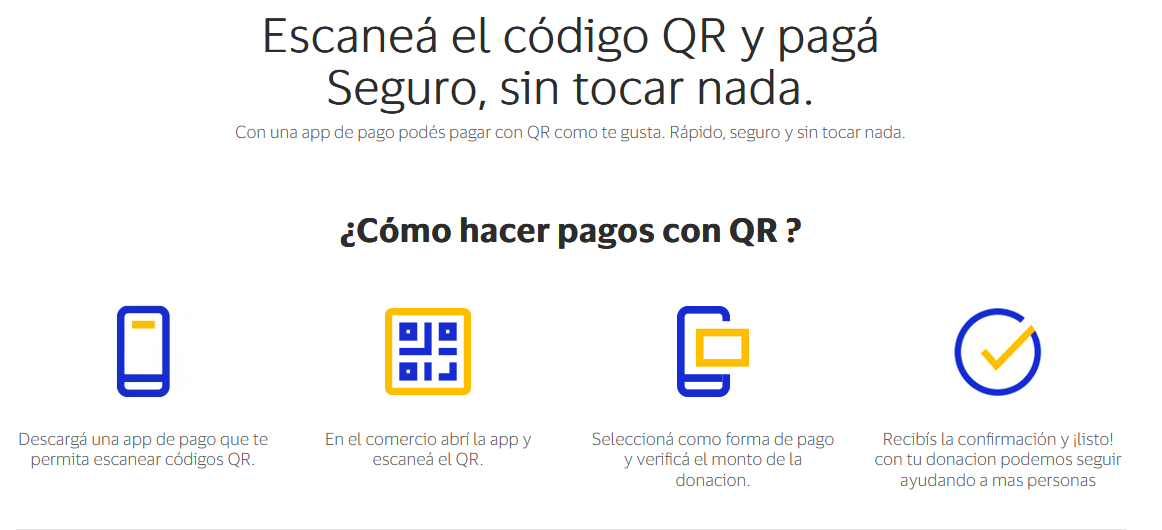 Escaneá el código QR y pagá
Seguro, sin tocar nada.
Con una app de pago podés pagar con QR como te gusta. Rápido, seguro y sin tocar nada.
¿Cómo hacer pagos con QR ?
Descargá una app de pago que te
permita escanear códigos QR.
En el comercio abrí la app y
escaneá el QR.
Seleccioná como forma de pago
y verificá el monto de la
donacion.
Recibís la confirmación y ¡listo!
con tu donacion podemos seguir
ayudando a mas personas